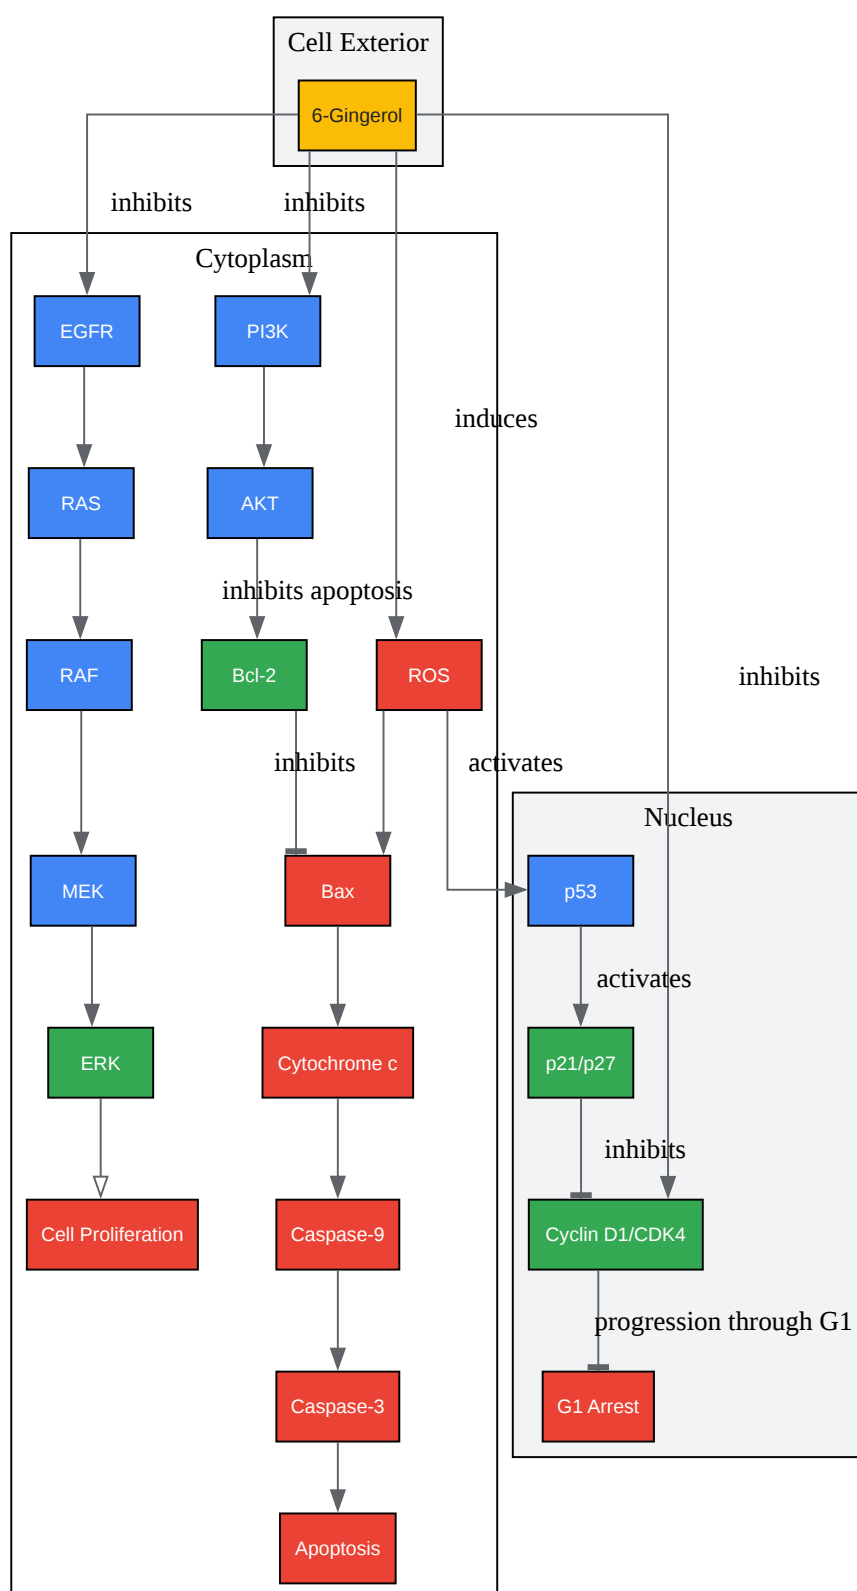 Cell Exterior
6-Gingerol
inhibits
inhibits
Cytoplasm
EGFR
PI3K
induces
RAS
AKT
inhibits apoptosis
RAF
Bcl-2
ROS
inhibits
inhibits
activates
Nucleus
MEK
Bax
p53
activates
ERK
Cytochrome c
p21/p27
inhibits
Cell Proliferation
Caspase-9
Cyclin D1/CDK4
progression through G1
Caspase-3
G1 Arrest
Apoptosis